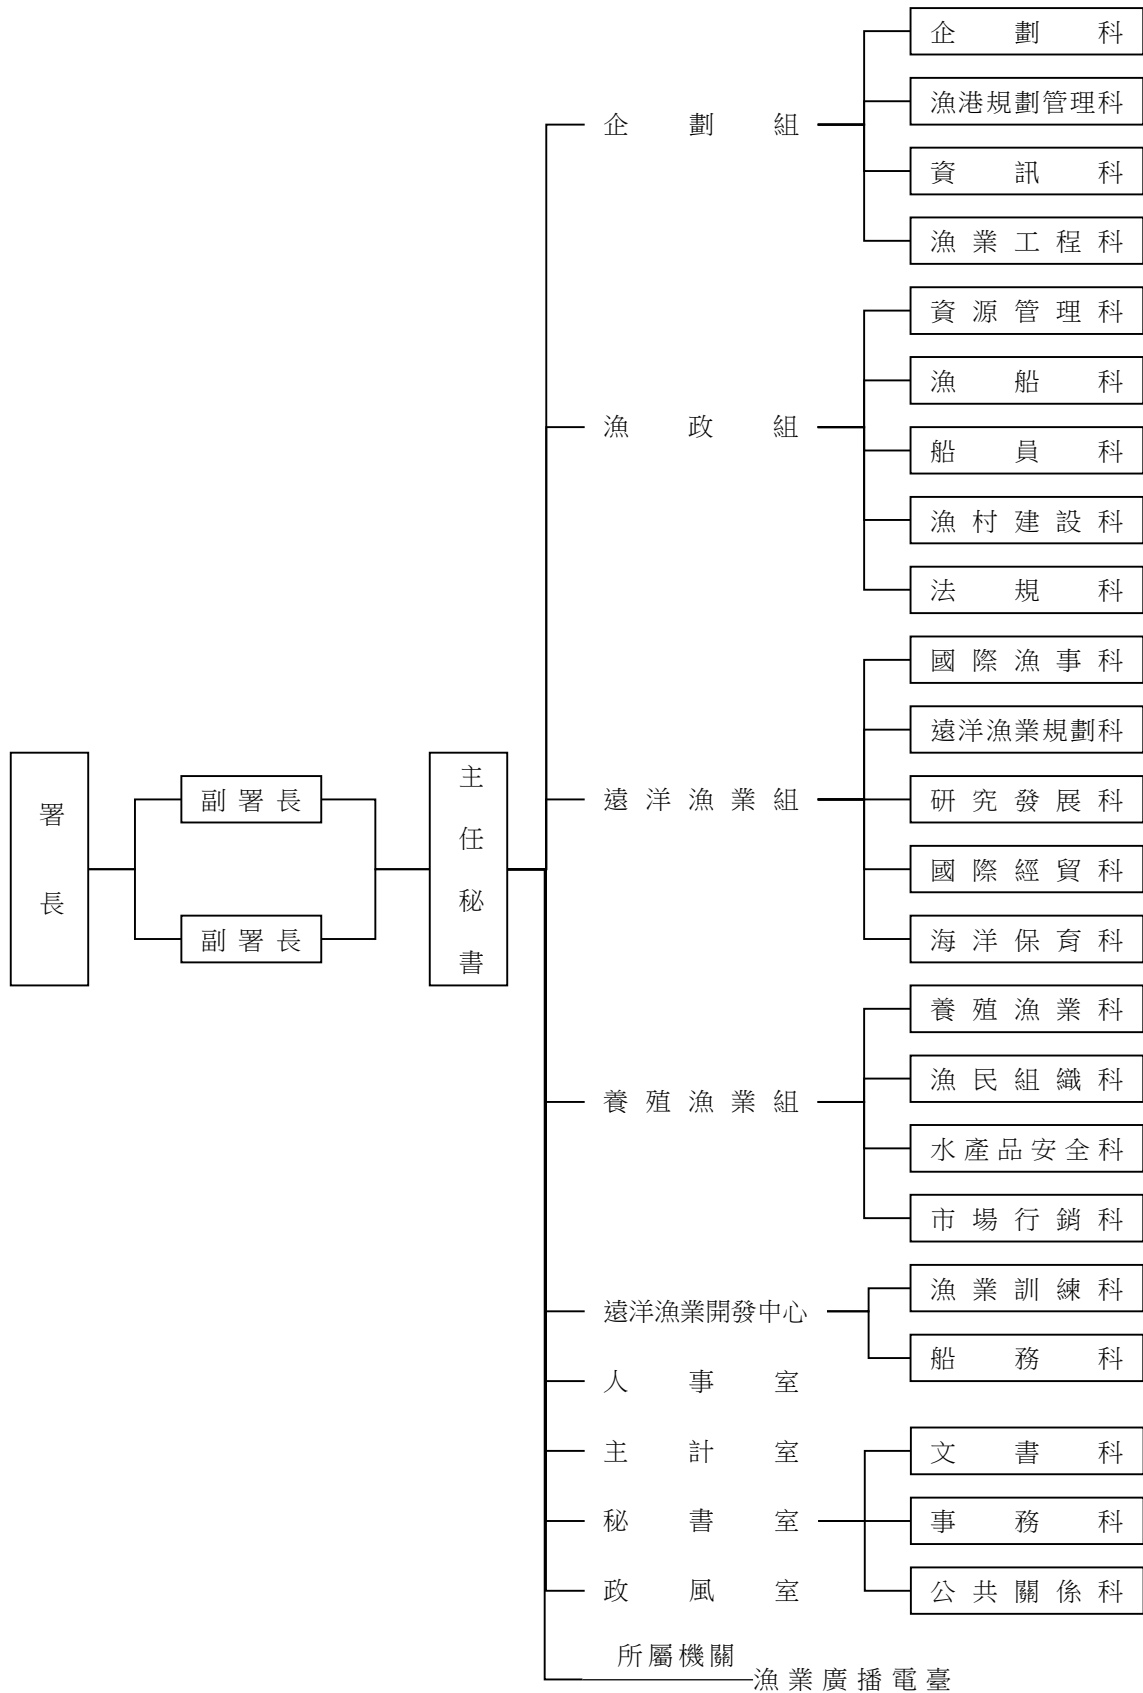 署長
副署長
副署長
主任秘書
企劃組
企劃科
漁港規劃管理科
資訊科
漁業工程科
漁政組
資源管理科
漁船科
船員科
漁村建設科
法規科
遠洋漁業組
國際漁事科
遠洋漁業規劃科
研究發展科
國際經貿科
海洋保育科
養殖漁業組
養殖漁業科
漁民組織科
水產品安全科
市場行銷科
遠洋漁業開發中心
漁業訓練科
船務科
人事室
主計室
秘書室
文書科
事務科
公共關係科
政風室
所屬機關
漁業廣播電臺